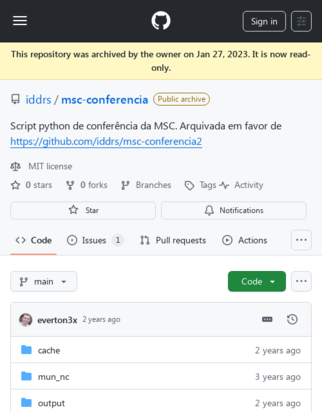 Sign in
This repository was archived by the owner on Jan 27, 2023. It is now read-
only.
iddrs / msc-conferencia Public archive
Script python de conferência da MSC. Arquivada em favor de
https://github.com/iddrs/msc-conferencia2
MIT license
0 stars 0 forks Branches Tags Activity
Star Notifications
Code Issues 1 Pull requests Actions
main Code
everton3x 2 years ago
cache 2 years ago
mun_nc 3 years ago
output 2 years ago